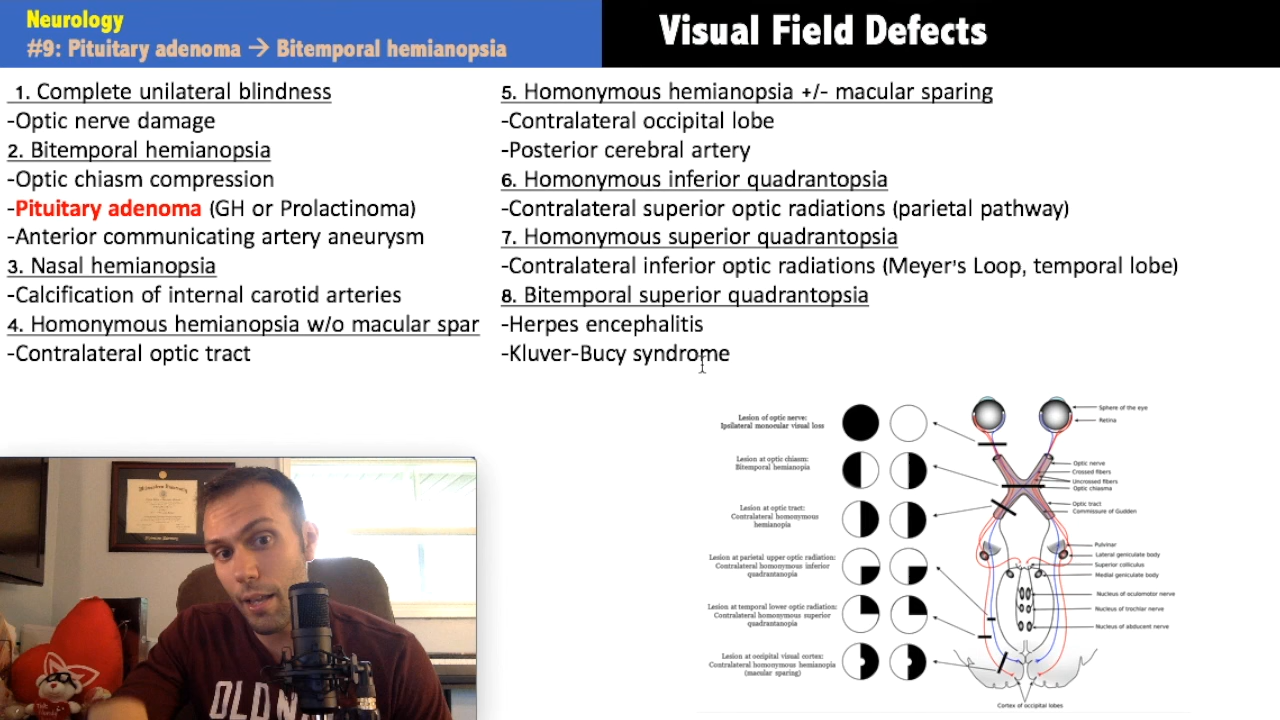 Neurology
#9: Pituitary adenoma → Bitemporal hemianopsia
Visual Field Defects
1. Complete unilateral blindness
-Optic nerve damage
2. Bitemporal hemianopsia
-Optic chiasm compression
-Pituitary adenoma (GH or Prolactinoma)
-Anterior communicating artery aneurysm
3. Nasal hemianopsia
-Calcification of internal carotid arteries
4. Homonymous hemianopsia w/o macular spar
-Contralateral optic tract
5. Homonymous hemianopsia +/- macular sparing
-Contralateral occipital lobe
-Posterior cerebral artery
6. Homonymous inferior quadrantopsia
-Contralateral superior optic radiations (parietal pathway)
7. Homonymous superior quadrantopsia
-Contralateral inferior optic radiations (Meyer's Loop, temporal lobe)
8. Bitemporal superior quadrantopsia
-Herpes encephalitis
-Kluver-Bucy syndrome
Lesion of optic nerve:
Ipsilateral monocular visual loss
Lesion at optic chiasm:
Bitemporal hemianopia
Lesion at optic tract:
Contralateral homonymous
hemianopia
Lesion at parietal upper optic radiation:
Contralateral homonymous inferior
quadrantanopia
Lesion at temporal lower optic radiation:
Contralateral homonymous superior
quadrantanopia
Lesion at occipital visual cortex:
Contralateral homonymous hemianopia
(macular sparing)
Sphere of the eye
Retina
Optic nerve
Crossed fibers
Uncrossed fibers
Optic chiasma
Optic tract
Commissure of Gudden
Pulvinar
Lateral geniculate body
Superior colliculus
Medial geniculate body
Nucleus of oculomotor nerve
Nucleus of trochlar nerve
Nucleus of abducent nerve
Cortex of occipital lobes
OLD N